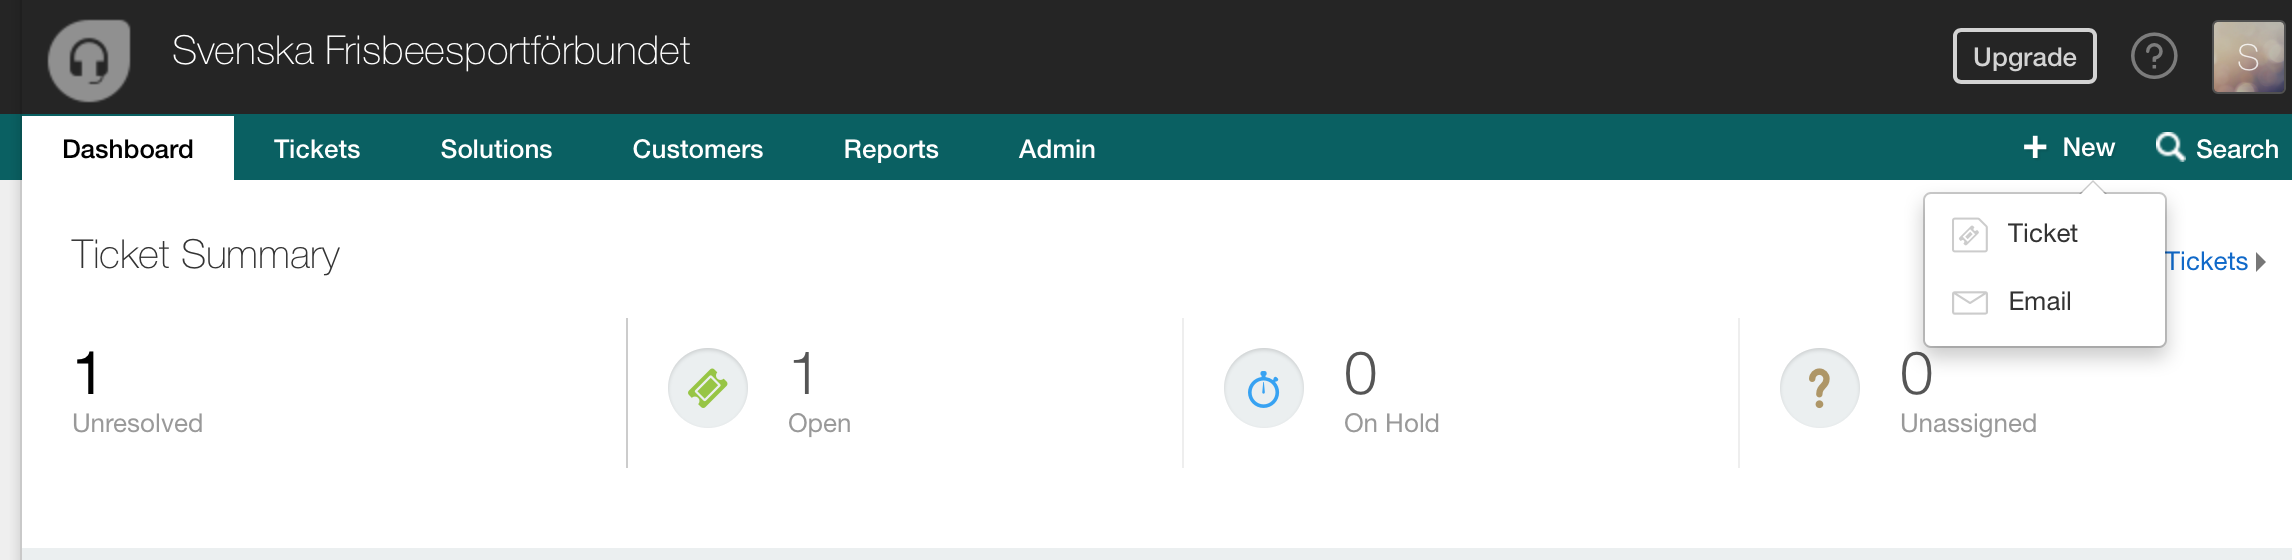 Svenska Frisbeesportförbundet
Upgrade
?
S
Dashboard
Tickets
Solutions
Customers
Reports
Admin
+ New
Search
Ticket
Email
Ticket Summary
Tickets
1
Unresolved
1
Open
0
On Hold
?
0
Unassigned